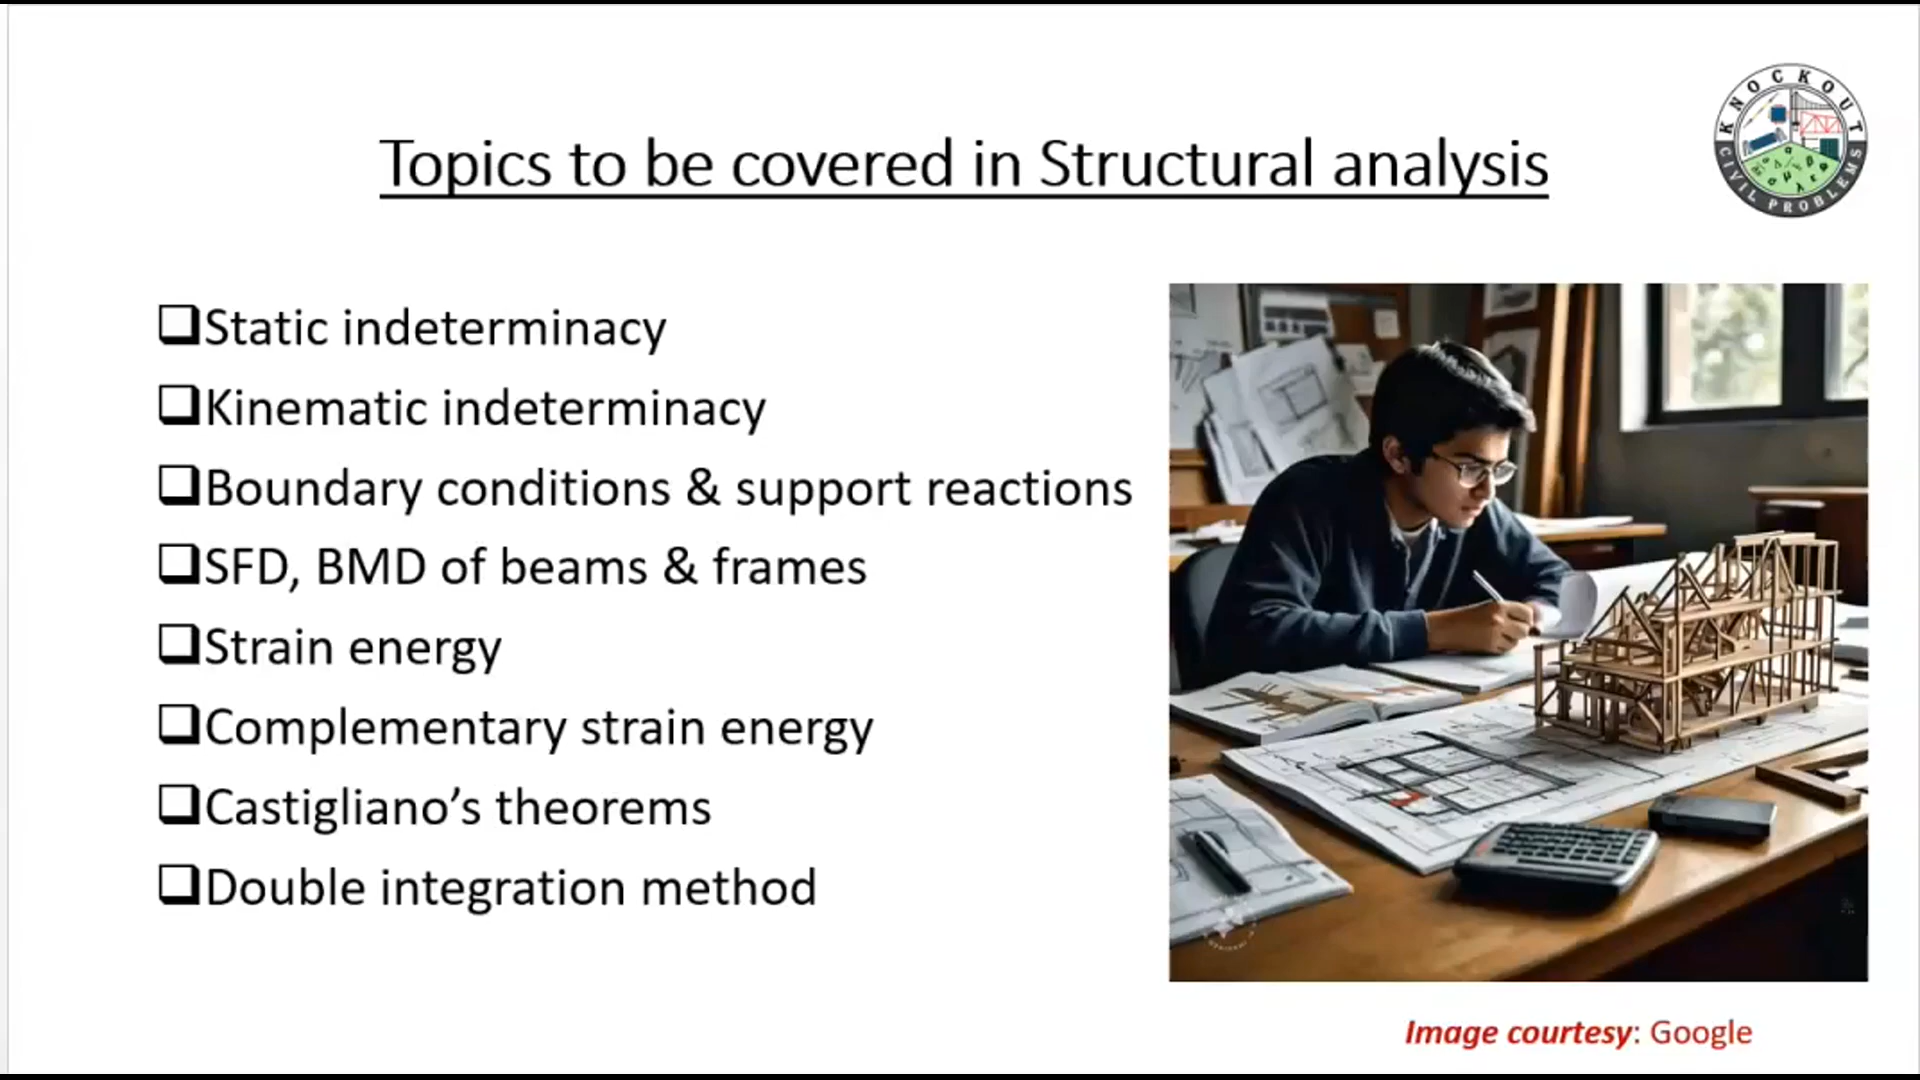 Topics to be covered in Structural analysis
KNOCKOUT
CIVIL PROBLEMS
Static indeterminacy
Kinematic indeterminacy
Boundary conditions & support reactions
SFD, BMD of beams & frames
Strain energy
Complementary strain energy
Castigliano’s theorems
Double integration method
Image courtesy: Google